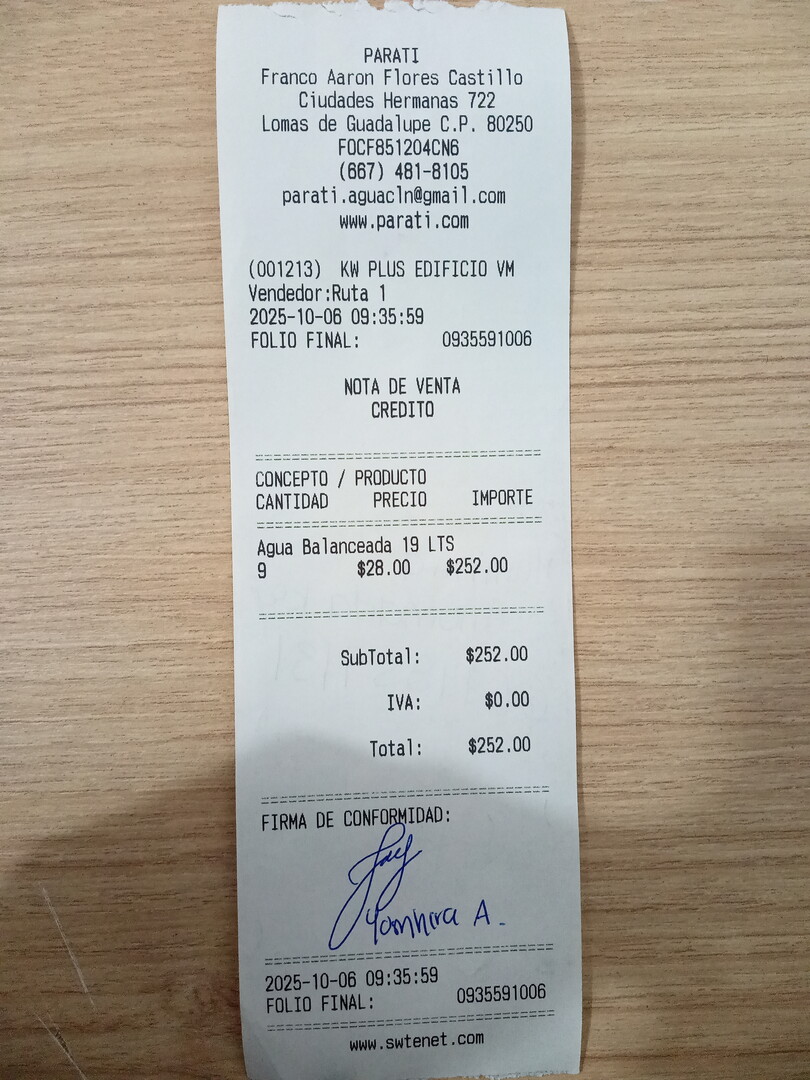 PARATI
Franco Aaron Flores Castillo
Ciudades Hermanas 722
Lomas de Guadalupe C.P. 80250
FOCF851204CN6
(667) 481-8105
parati.aguacln@gmail.com
www.parati.com
(001213) KW PLUS EDIFICIO VM
Vendedor:Ruta 1
2025-10-06 09:35:59
FOLIO FINAL: 0935591006
NOTA DE VENTA
CREDITO
CONCEPTO / PRODUCTO
CANTIDAD PRECIO IMPORTE
Agua Balanceada 19 LTS
9 $28.00 $252.00
SubTotal: $252.00
IVA: $0.00
Total: $252.00
FIRMA DE CONFORMIDAD:
A.
2025-10-06 09:35:59
FOLIO FINAL: 0935591006
www.swtenet.com